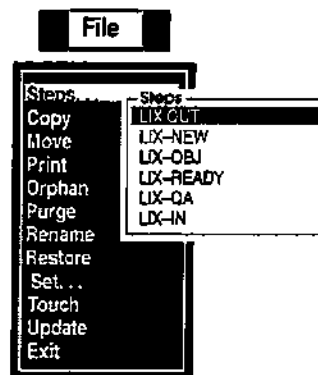 File
Steps...
Copy
Move
Print
Orphan
Purge
Rename
Restore
Set...
Touch
Update
Exit
Steps
LIX OUT
LIX-NEW
LIX-OBJ
LIX-READY
LIX-QA
LIX-IN